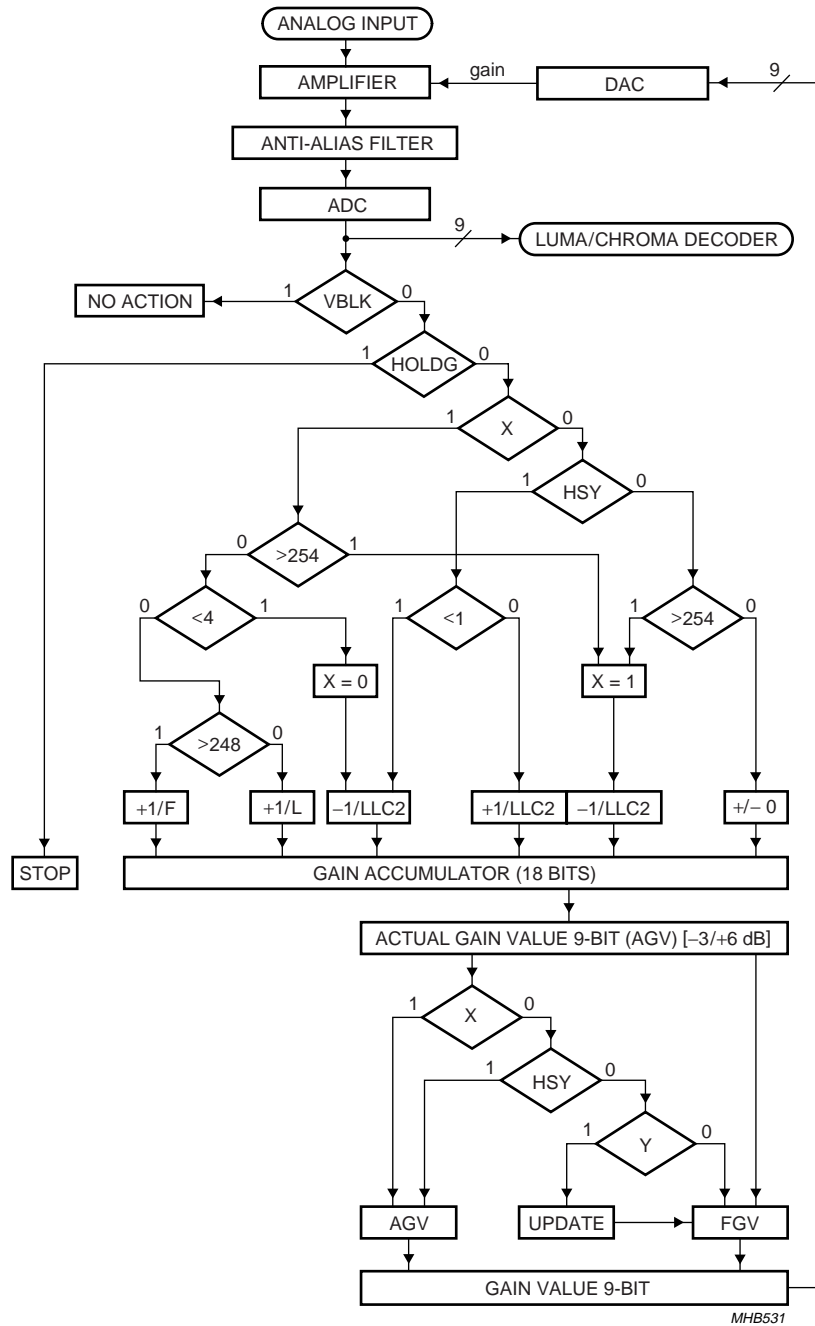 ANALOG INPUT
AMPLIFIER
gain
DAC
9
ANTI-ALIAS FILTER
ADC
9
LUMA/CHROMA DECODER
NO ACTION
1
VBLK
0
1
HOLDG
0
1
X
0
1
HSY
0
0
>254
1
0
<4
1
1
<1
0
1
>254
0
X = 0
X = 1
1
>248
0
+1/F
+1/L
−1/LLC2
+1/LLC2
−1/LLC2
+/− 0
STOP
GAIN ACCUMULATOR (18 BITS)
ACTUAL GAIN VALUE 9-BIT (AGV) [−3/+6 dB]
1
X
0
1
HSY
0
1
Y
0
AGV
UPDATE
FGV
GAIN VALUE 9-BIT
MHB531